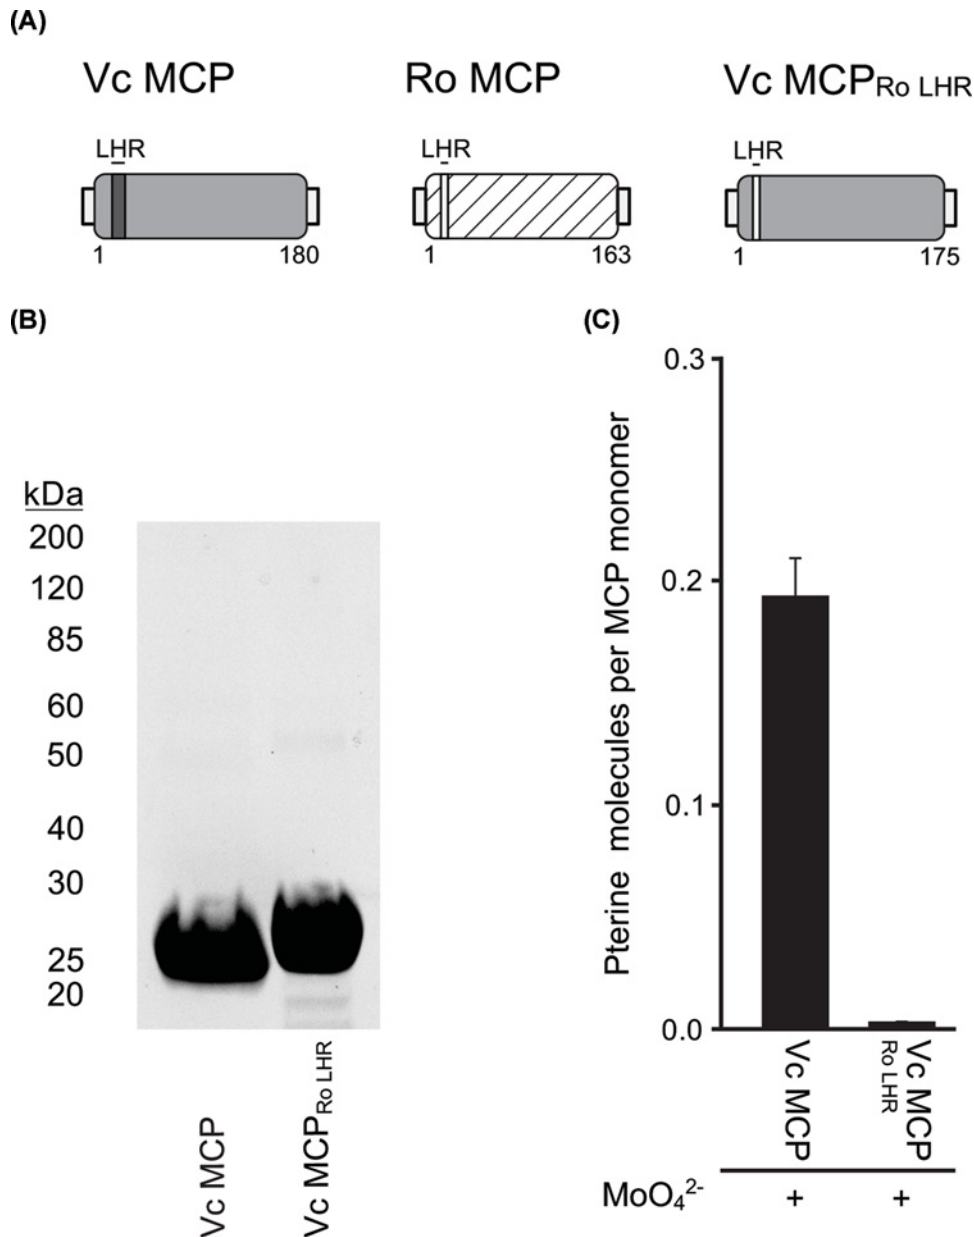 (A)
Vc MCP Ro MCP Vc MCPRo LHR
LHR LHR LHR
1 180 1 163 1 175
(B)
kDa
200
120
85
60
50
40
30
25
20
Vc MCP
Vc MCPRo LHR
(C)
Pterine molecules per MCP monomer
0.3
0.2
0.1
0.0
Vc MCP
Vc MCP
Ro LHR
MoO₄²⁻ + +